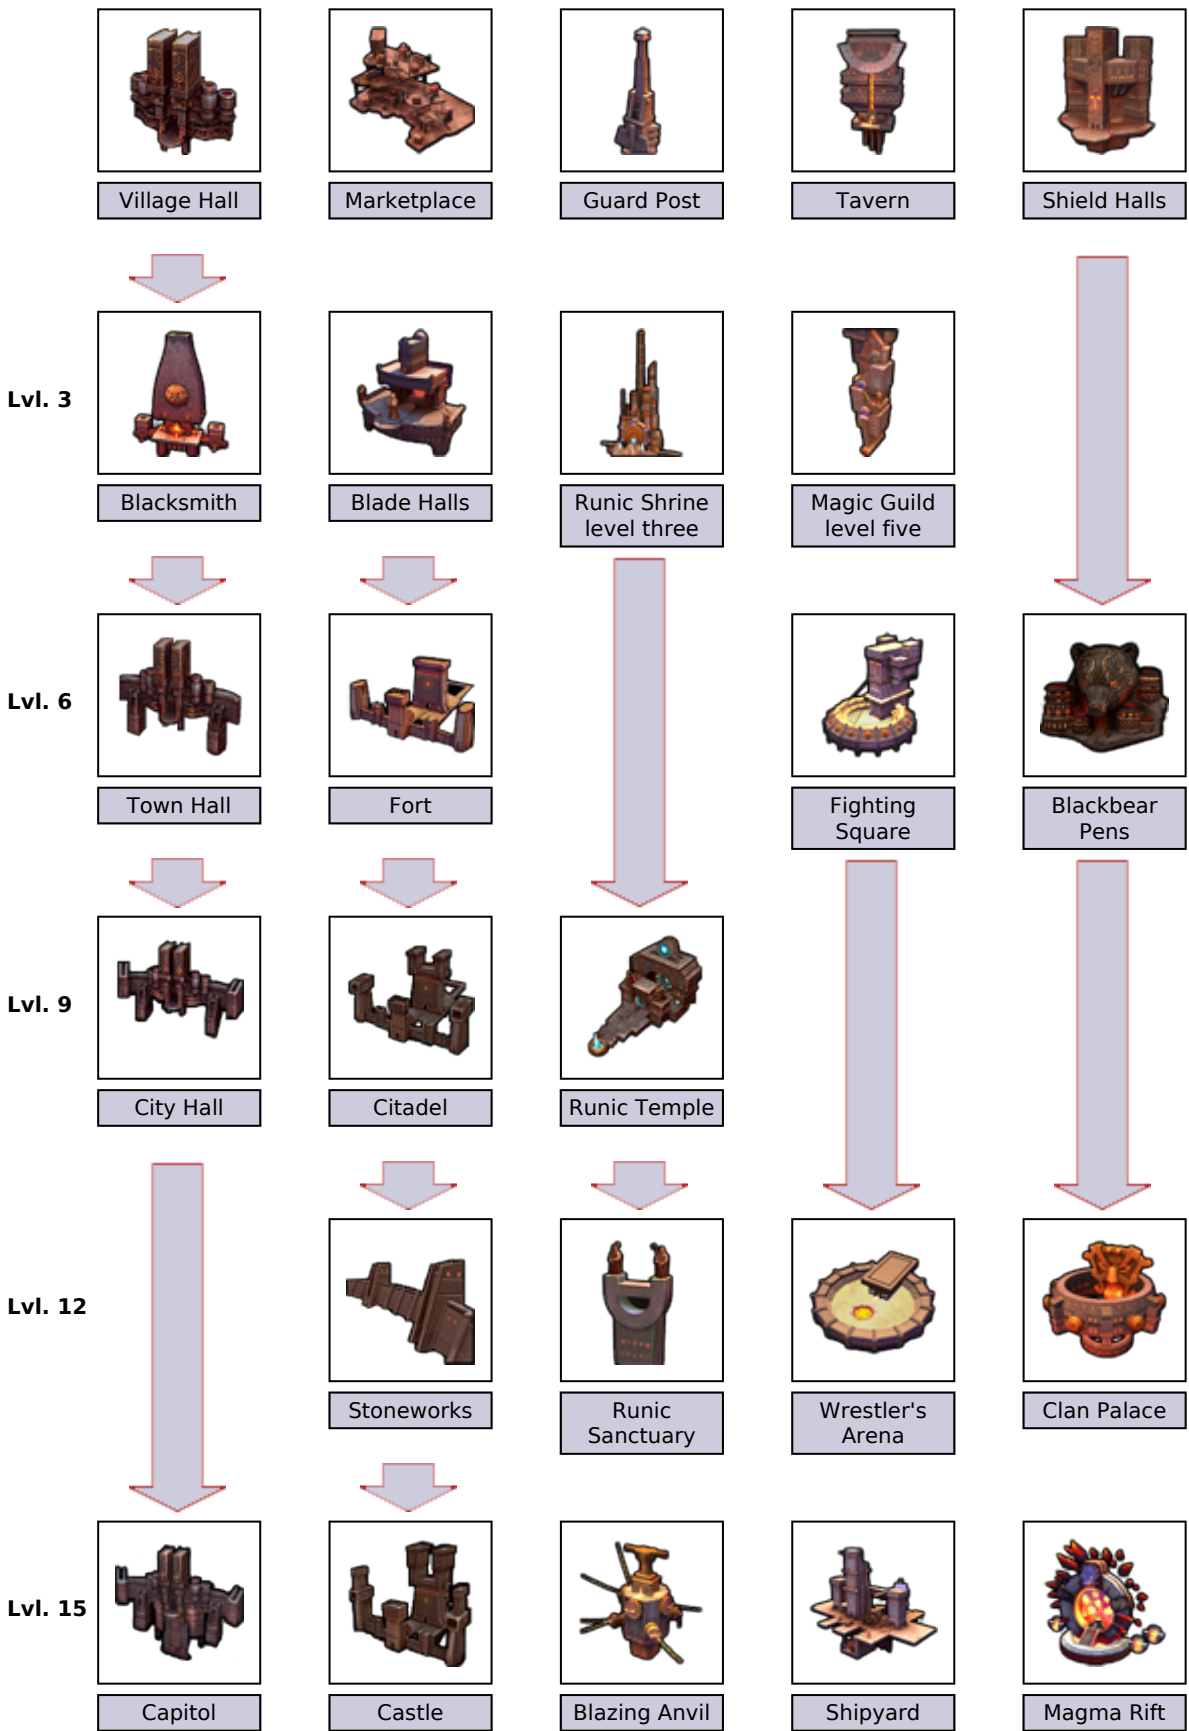 Village Hall
Marketplace
Guard Post
Tavern
Shield Halls
Lvl. 3
Blacksmith
Blade Halls
Runic Shrine
level three
Magic Guild
level five
Lvl. 6
Town Hall
Fort
Fighting
Square
Blackbear
Pens
Lvl. 9
City Hall
Citadel
Runic Temple
Lvl. 12
Stoneworks
Runic
Sanctuary
Wrestler's
Arena
Clan Palace
Lvl. 15
Capitol
Castle
Blazing Anvil
Shipyard
Magma Rift